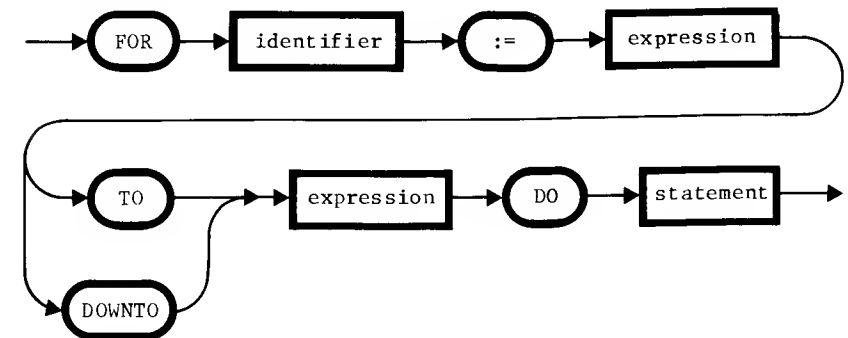 FOR identifier := expression
TO expression DO statement
DOWNTO